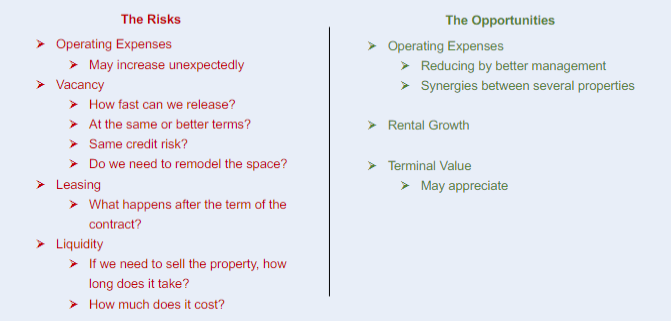 The Risks
➤ Operating Expenses
➤ May increase unexpectedly
➤ Vacancy
➤ How fast can we release?
➤ At the same or better terms?
➤ Same credit risk?
➤ Do we need to remodel the space?
➤ Leasing
➤ What happens after the term of the
contract?
➤ Liquidity
➤ If we need to sell the property, how
long does it take?
➤ How much does it cost?
The Opportunities
➤ Operating Expenses
➤ Reducing by better management
➤ Synergies between several properties
➤ Rental Growth
➤ Terminal Value
➤ May appreciate